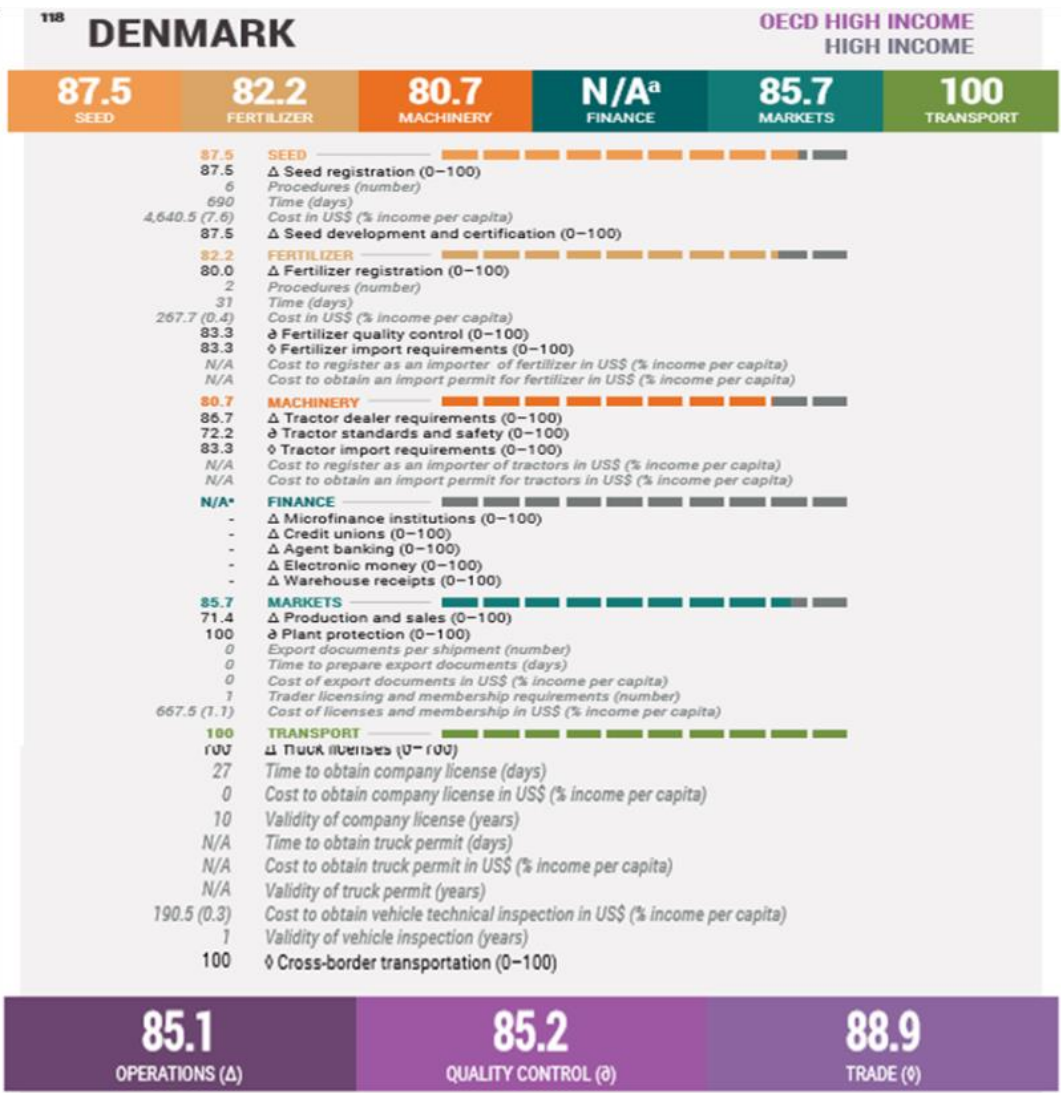 118
DENMARK
OECD HIGH INCOME
HIGH INCOME
87.5 SEED
82.2 FERTILIZER
80.7 MACHINERY
N/Aª FINANCE
85.7 MARKETS
100 TRANSPORT
87.5 SEED
87.5 Δ Seed registration (0–100)
6 Procedures (number)
690 Time (days)
4,640.5 (7.6) Cost in US$ (% income per capita)
87.5 Δ Seed development and certification (0–100)
82.2 FERTILIZER
80.0 Δ Fertilizer registration (0–100)
2 Procedures (number)
31 Time (days)
267.7 (0.4) Cost in US$ (% income per capita)
83.3 ∂ Fertilizer quality control (0–100)
83.3 ◊ Fertilizer import requirements (0–100)
N/A Cost to register as an importer of fertilizer in US$ (% income per capita)
N/A Cost to obtain an import permit for fertilizer in US$ (% income per capita)
80.7 MACHINERY
86.7 Δ Tractor dealer requirements (0–100)
72.2 ∂ Tractor standards and safety (0–100)
83.3 ◊ Tractor import requirements (0–100)
N/A Cost to register as an importer of tractors in US$ (% income per capita)
N/A Cost to obtain an import permit for tractors in US$ (% income per capita)
N/Aª FINANCE
- Δ Microfinance institutions (0–100)
- Δ Credit unions (0–100)
- Δ Agent banking (0–100)
- Δ Electronic money (0–100)
- Δ Warehouse receipts (0–100)
85.7 MARKETS
71.4 Δ Production and sales (0–100)
100 ∂ Plant protection (0–100)
0 Export documents per shipment (number)
0 Time to prepare export documents (days)
0 Cost of export documents in US$ (% income per capita)
1 Trader licensing and membership requirements (number)
667.5 (1.1) Cost of licenses and membership in US$ (% income per capita)
100 TRANSPORT
100 Δ Truck licenses (0–100)
27 Time to obtain company license (days)
0 Cost to obtain company license in US$ (% income per capita)
10 Validity of company license (years)
N/A Time to obtain truck permit (days)
N/A Cost to obtain truck permit in US$ (% income per capita)
N/A Validity of truck permit (years)
190.5 (0.3) Cost to obtain vehicle technical inspection in US$ (% income per capita)
1 Validity of vehicle inspection (years)
100 ◊ Cross-border transportation (0–100)
85.1 OPERATIONS (Δ)
85.2 QUALITY CONTROL (∂)
88.9 TRADE (◊)